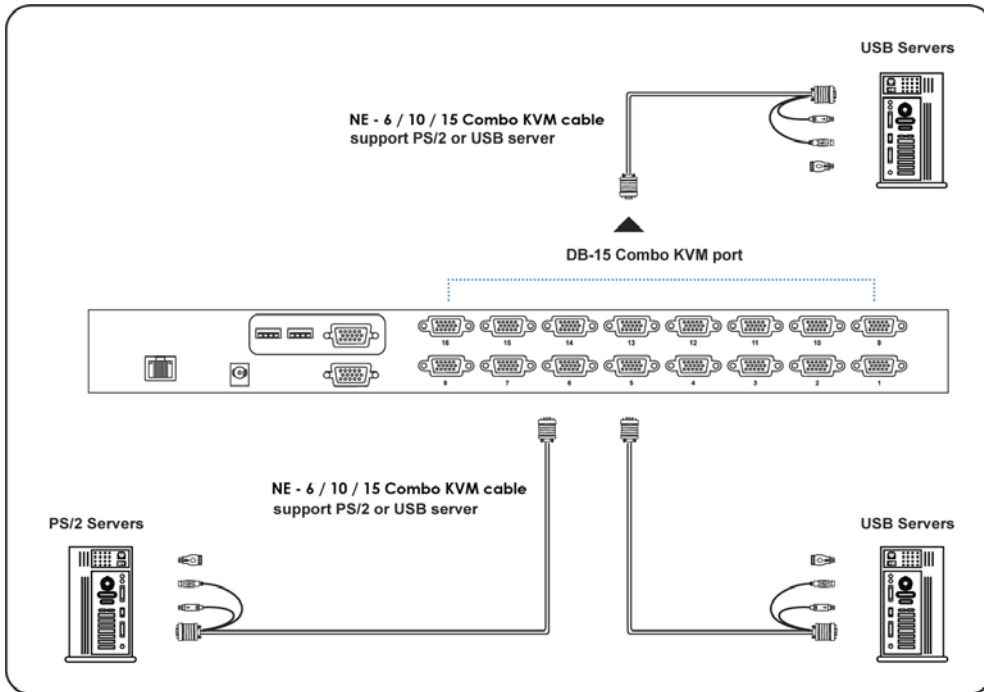 USB Servers
NE - 6 / 10 / 15 Combo KVM cable
support PS/2 or USB server
DB-15 Combo KVM port
16 15 14 13 12 11 10 9
8 7 6 5 4 3 2 1
NE - 6 / 10 / 15 Combo KVM cable
support PS/2 or USB server
PS/2 Servers
USB Servers